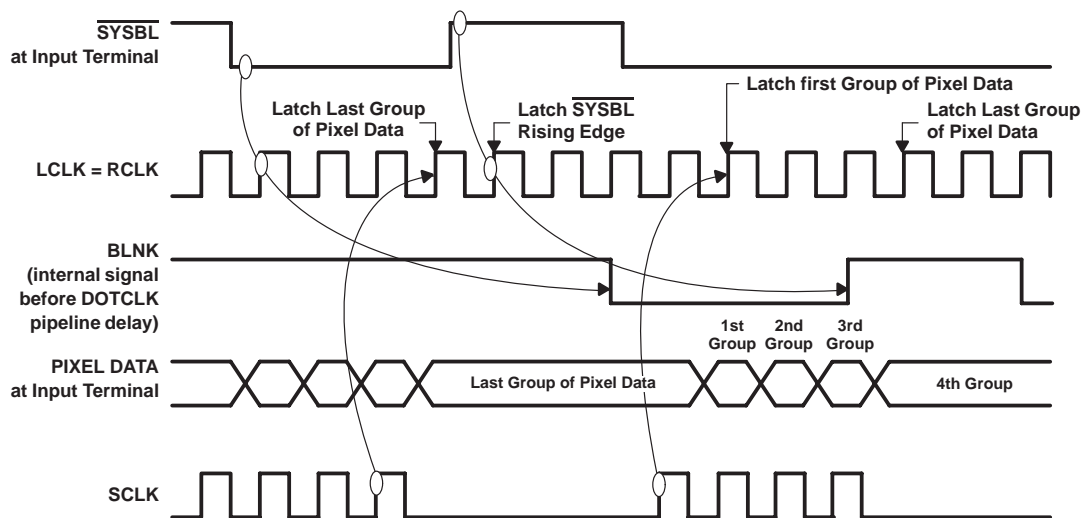 SYSBL
at Input Terminal
Latch Last Group
of Pixel Data
Latch SYSBL
Rising Edge
Latch first Group of Pixel Data
Latch Last Group
of Pixel Data
LCLK = RCLK
BLNK
(internal signal
before DOTCLK
pipeline delay)
1st
Group
2nd
Group
3rd
Group
PIXEL DATA
at Input Terminal
Last Group of Pixel Data
4th Group
SCLK